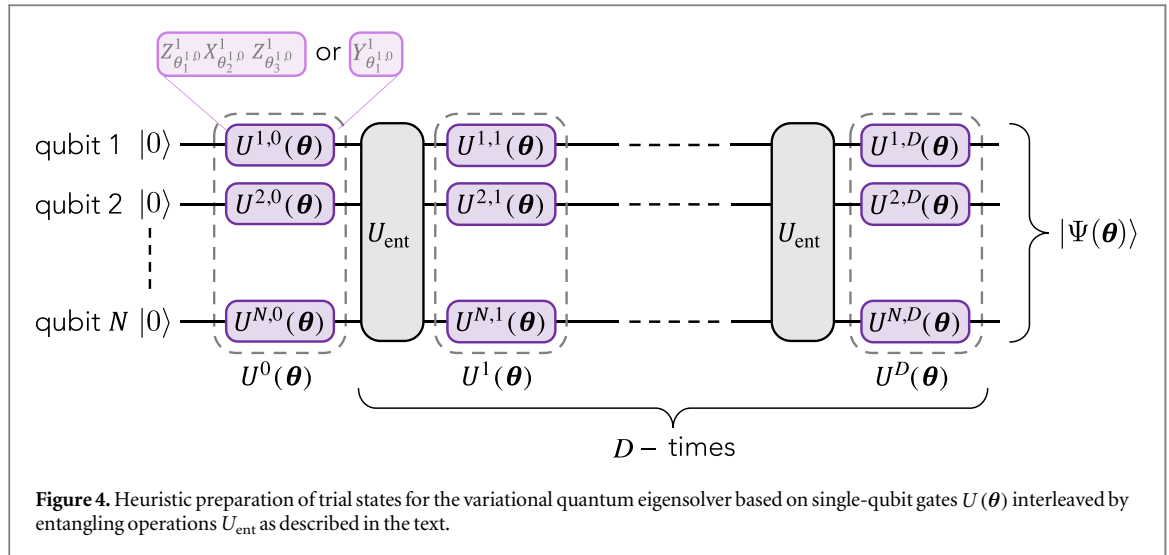 Z^1_{θ_1^{1,0}} X^1_{θ_2^{1,0}} Z^1_{θ_3^{1,0}} or Y^1_{θ_1^{1,0}}
qubit 1 |0⟩ U^{1,0}(θ) U^{1,1}(θ) U^{1,D}(θ)
qubit 2 |0⟩ U^{2,0}(θ) U^{2,1}(θ) U^{2,D}(θ)
U_ent U_ent |Ψ(θ)⟩
qubit N |0⟩ U^{N,0}(θ) U^{N,1}(θ) U^{N,D}(θ)
U^0(θ) U^1(θ) U^D(θ)
D – times
Figure 4. Heuristic preparation of trial states for the variational quantum eigensolver based on single-qubit gates U(θ) interleaved by
entangling operations U_ent as described in the text.